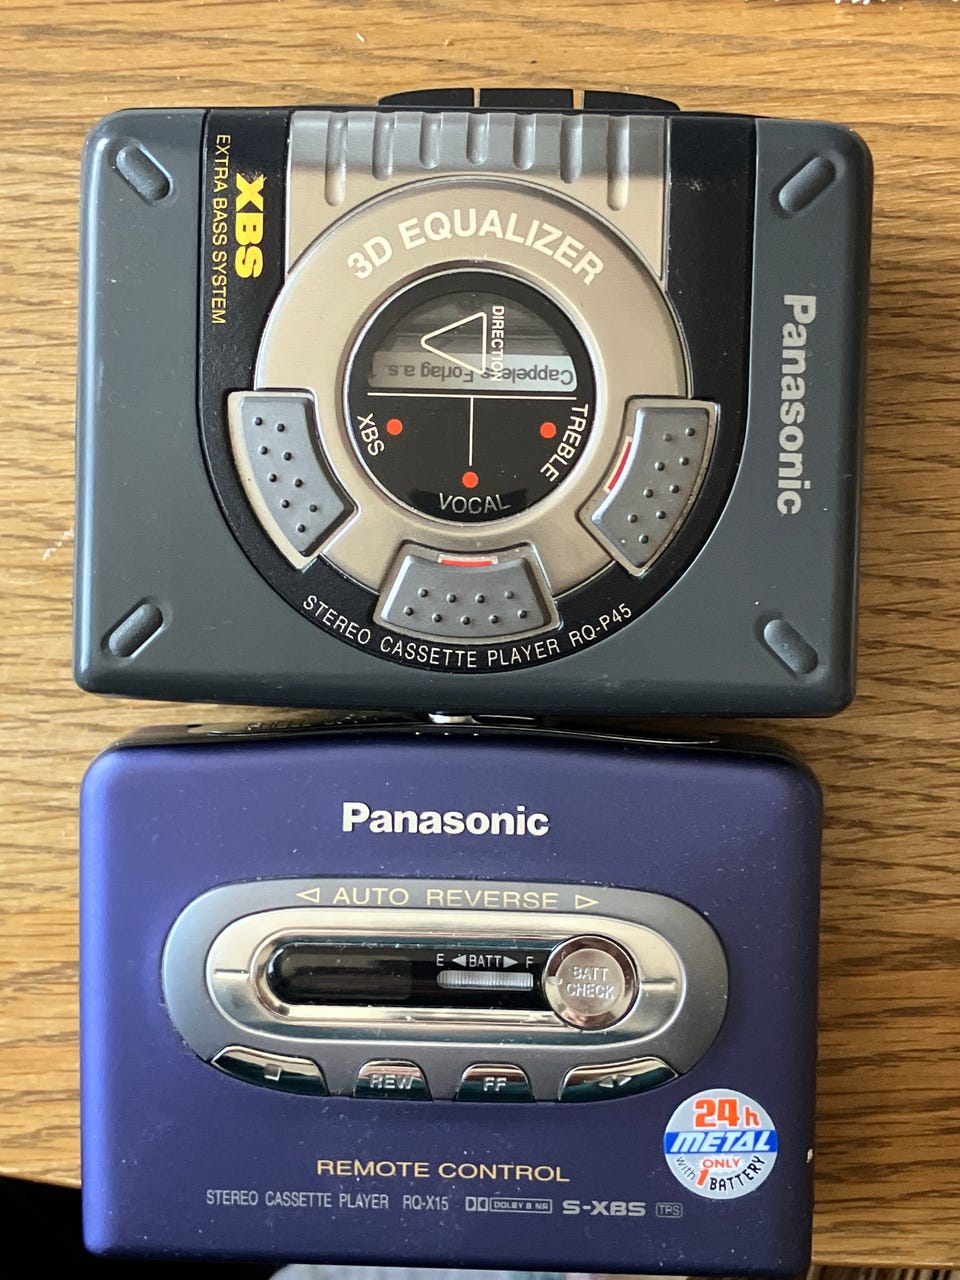 XBS
EXTRA BASS SYSTEM
3D EQUALIZER
DIRECTION
Cappelens Forlag a.s.
XBS
TREBLE
VOCAL
Panasonic
STEREO CASSETTE PLAYER RQ-P45
Panasonic
◁ AUTO REVERSE ▷
E ◀BATT▶ F
BATT
CHECK
REW
FF
24h
METAL
ONLY
with 1 BATTERY
REMOTE CONTROL
STEREO CASSETTE PLAYER RQ-X15 DOLBY B NR S-XBS TPS